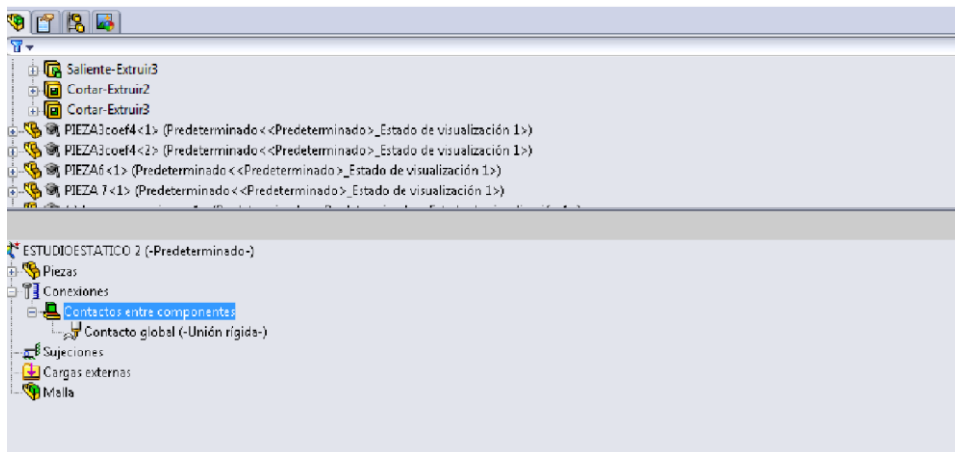 Saliente-Extruir3
Cortar-Extruir2
Cortar-Extruir3
PIEZA3coef4<1> (Predeterminado<<Predeterminado>_Estado de visualización 1>)
PIEZA3coef4<2> (Predeterminado<<Predeterminado>_Estado de visualización 1>)
PIEZA6<1> (Predeterminado<<Predeterminado>_Estado de visualización 1>)
PIEZA 7<1> (Predeterminado<<Predeterminado>_Estado de visualización 1>)
ESTUDIOESTATICO 2 (-Predeterminado-)
Piezas
Conexiones
Contactos entre componentes
Contacto global (-Unión rígida-)
Sujeciones
Cargas externas
Malla